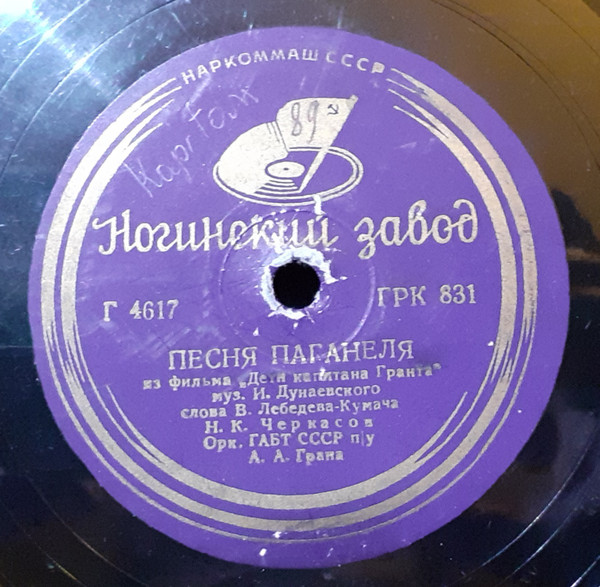 НАРКОММАШ СССР
89
Ногинский завод
Г 4617
ГРК 831
ПЕСНЯ ПАГАНЕЛЯ
из фильма „Дети капитана Гранта"
муз. И. Дунаевского
слова В. Лебедева-Кумача
Н. К. Черкасов
Орк. ГАБТ СССР п/у
А. А. Грана